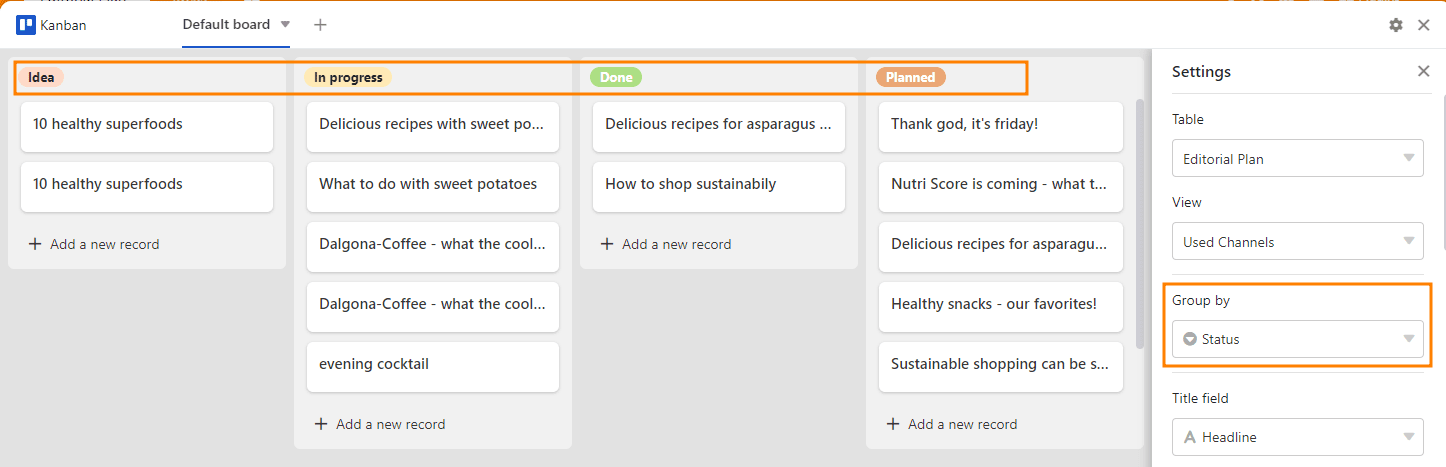 Kanban
Default board
Idea
10 healthy superfoods
10 healthy superfoods
Add a new record
In progress
Delicious recipes with sweet po...
What to do with sweet potatoes
Dalgona-Coffee - what the cool...
Dalgona-Coffee - what the cool...
evening cocktail
Add a new record
Done
Delicious recipes for asparagus ...
How to shop sustainabily
Add a new record
Planned
Thank god, it's friday!
Nutri Score is coming - what t...
Delicious recipes for asparagu...
Healthy snacks - our favorites!
Sustainable shopping can be s...
Add a new record
Settings
Table
Editorial Plan
View
Used Channels
Group by
Status
Title field
Headline